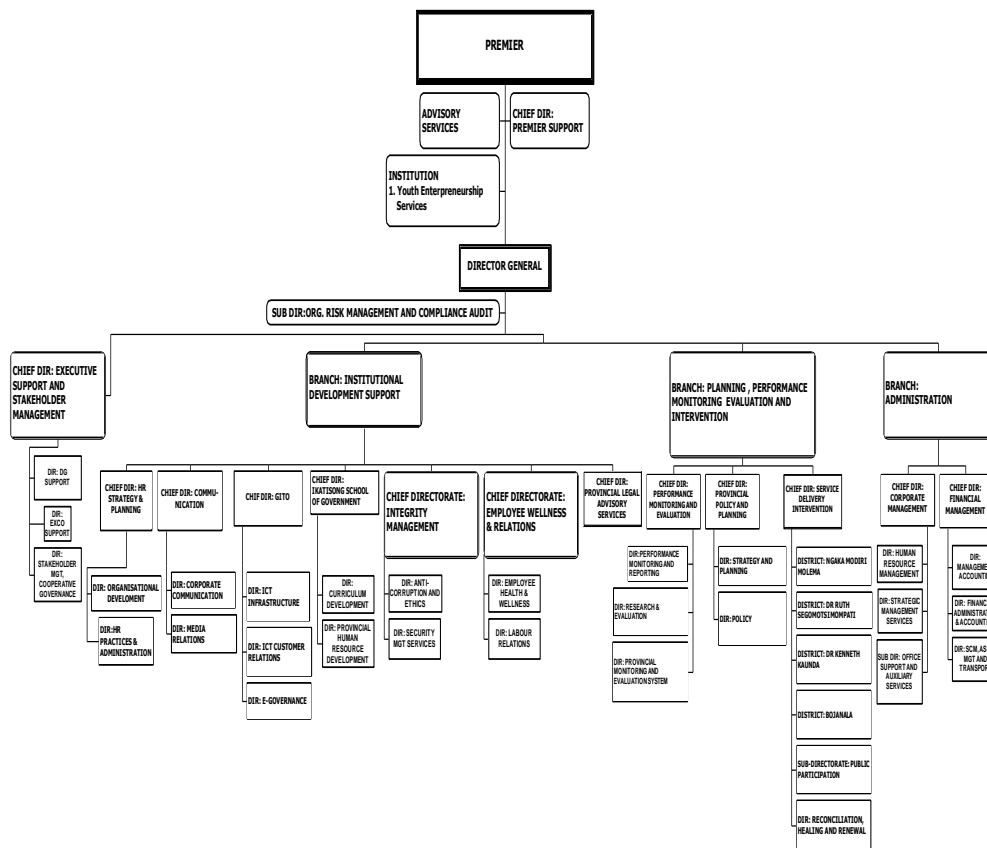 PREMIER
ADVISORY
SERVICES
CHIEF DIR:
PREMIER SUPPORT
INSTITUTION
1. Youth Enterpreneurship
Services
DIRECTOR GENERAL
SUB DIR:ORG. RISK MANAGEMENT AND COMPLIANCE AUDIT
CHIEF DIR: EXECUTIVE
SUPPORT AND
STAKEHOLDER
MANAGEMENT
BRANCH: INSTITUTIONAL
DEVELOPMENT SUPPORT
BRANCH: PLANNING , PERFORMANCE
MONITORING EVALUATION AND
INTERVENTION
BRANCH:
ADMINISTRATION
DIR: DG
SUPPORT
DIR:
EXCO
SUPPORT
DIR:
STAKEHOLDER
MGT,
COOPERATIVE
GOVERNANCE
CHIEF DIR: HR
STRATEGY &
PLANNING
DIR: ORGANISATIONAL
DEVELOPMENT
DIR:HR
PRACTICES &
ADMINISTRATION
CHIEF DIR: COMMU-
NICATION
DIR: CORPORATE
COMMUNICATION
DIR: MEDIA
RELATIONS
CHIEF DIR: GITO
DIR: ICT
INFRASTRUCTURE
DIR: ICT CUSTOMER
RELATIONS
DIR: E-GOVERNANCE
CHIEF DIR:
IKATISONG SCHOOL
OF GOVERNMENT
DIR:
CURRICULUM
DEVELOPMENT
DIR: PROVINCIAL
HUMAN
RESOURCE
DEVELOPMENT
CHIEF DIRECTORATE:
INTEGRITY
MANAGEMENT
DIR: ANTI-
CORRUPTION AND
ETHICS
DIR: SECURITY
MGT SERVICES
CHIEF DIRECTORATE:
EMPLOYEE WELLNESS
& RELATIONS
DIR: EMPLOYEE
HEALTH &
WELLNESS
DIR: LABOUR
RELATIONS
CHIEF DIR:
PROVINCIAL LEGAL
ADVISORY
SERVICES
CHIEF DIR:
PERFORMANCE
MONITORING AND
EVALUATION
DIR:PERFORMANCE
MONITORING AND
REPORTING
DIR: RESEARCH &
EVALUATION
DIR: PROVINCIAL
MONITORING AND
EVALUATION SYSTEM
CHIEF DIR:
PROVINCIAL
POLICY AND
PLANNING
DIR: STRATEGY AND
PLANNING
DIR:POLICY
CHIEF DIR: SERVICE
DELIVERY
INTERVENTION
DISTRICT: NGAKA MODIRI
MOLEMA
DISTRICT: DR RUTH
SEGOMOTSI MOMPATI
DISTRICT: DR KENNETH
KAUNDA
DISTRICT: BOJANALA
SUB-DIRECTORATE: PUBLIC
PARTICIPATION
DIR: RECONCILIATION,
HEALING AND RENEWAL
CHIEF DIR:
CORPORATE
MANAGEMENT
DIR: HUMAN
RESOURCE
MANAGEMENT
DIR: STRATEGIC
MANAGEMENT
SERVICES
SUB DIR: OFFICE
SUPPORT AND
AUXILIARY
SERVICES
CHIEF DIR:
FINANCIAL
MANAGEMENT
DIR:
DIR:
MGT AND